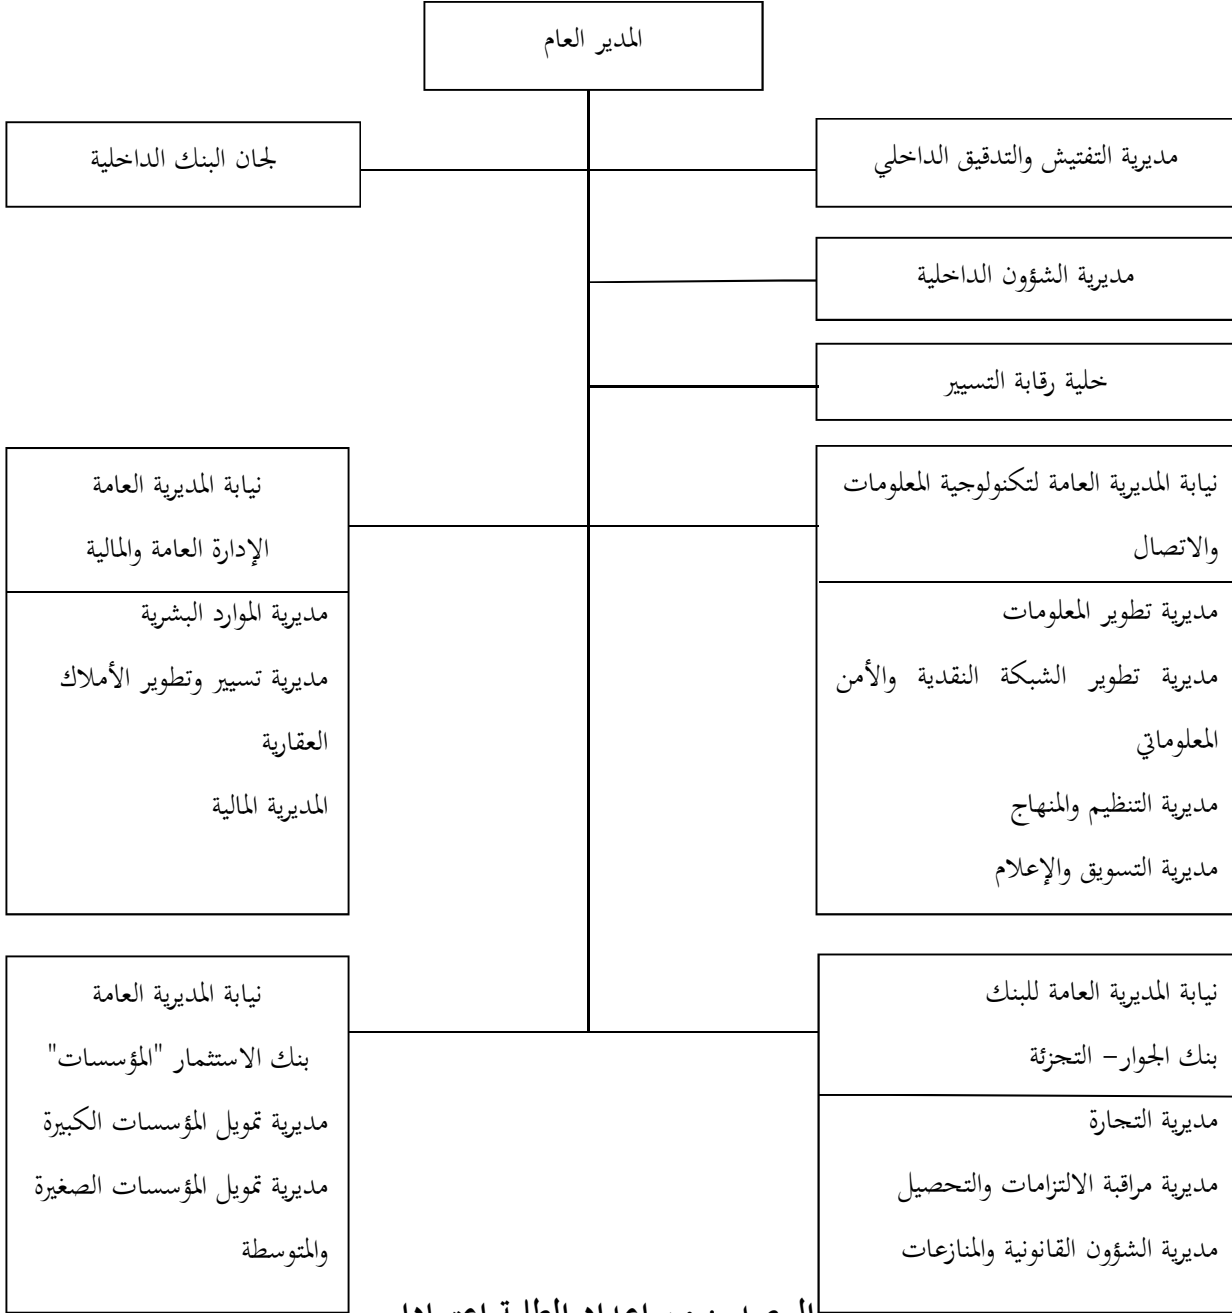 المدير العام
مديرية التفتيش والتدقيق الداخلي
لجان البنك الداخلية
مديرية الشؤون الداخلية
خلية رقابة التسيير
نيابة المديرية العامة لتكنولوجية المعلومات
والاتصال
مديرية تطوير المعلومات
مديرية تطوير الشبكة النقدية والأمن
المعلوماتي
مديرية التنظيم والمنهاج
مديرية التسويق والإعلام
نيابة المديرية العامة
الإدارة العامة والمالية
مديرية الموارد البشرية
مديرية تسيير وتطوير الأملاك
العقارية
المديرية المالية
نيابة المديرية العامة للبنك
بنك الجوار– التجزئة
مديرية التجارة
مديرية مراقبة الالتزامات والتحصيل
مديرية الشؤون القانونية والمنازعات
نيابة المديرية العامة
بنك الاستثمار "المؤسسات"
مديرية تمويل المؤسسات الكبيرة
مديرية تمويل المؤسسات الصغيرة
والمتوسطة